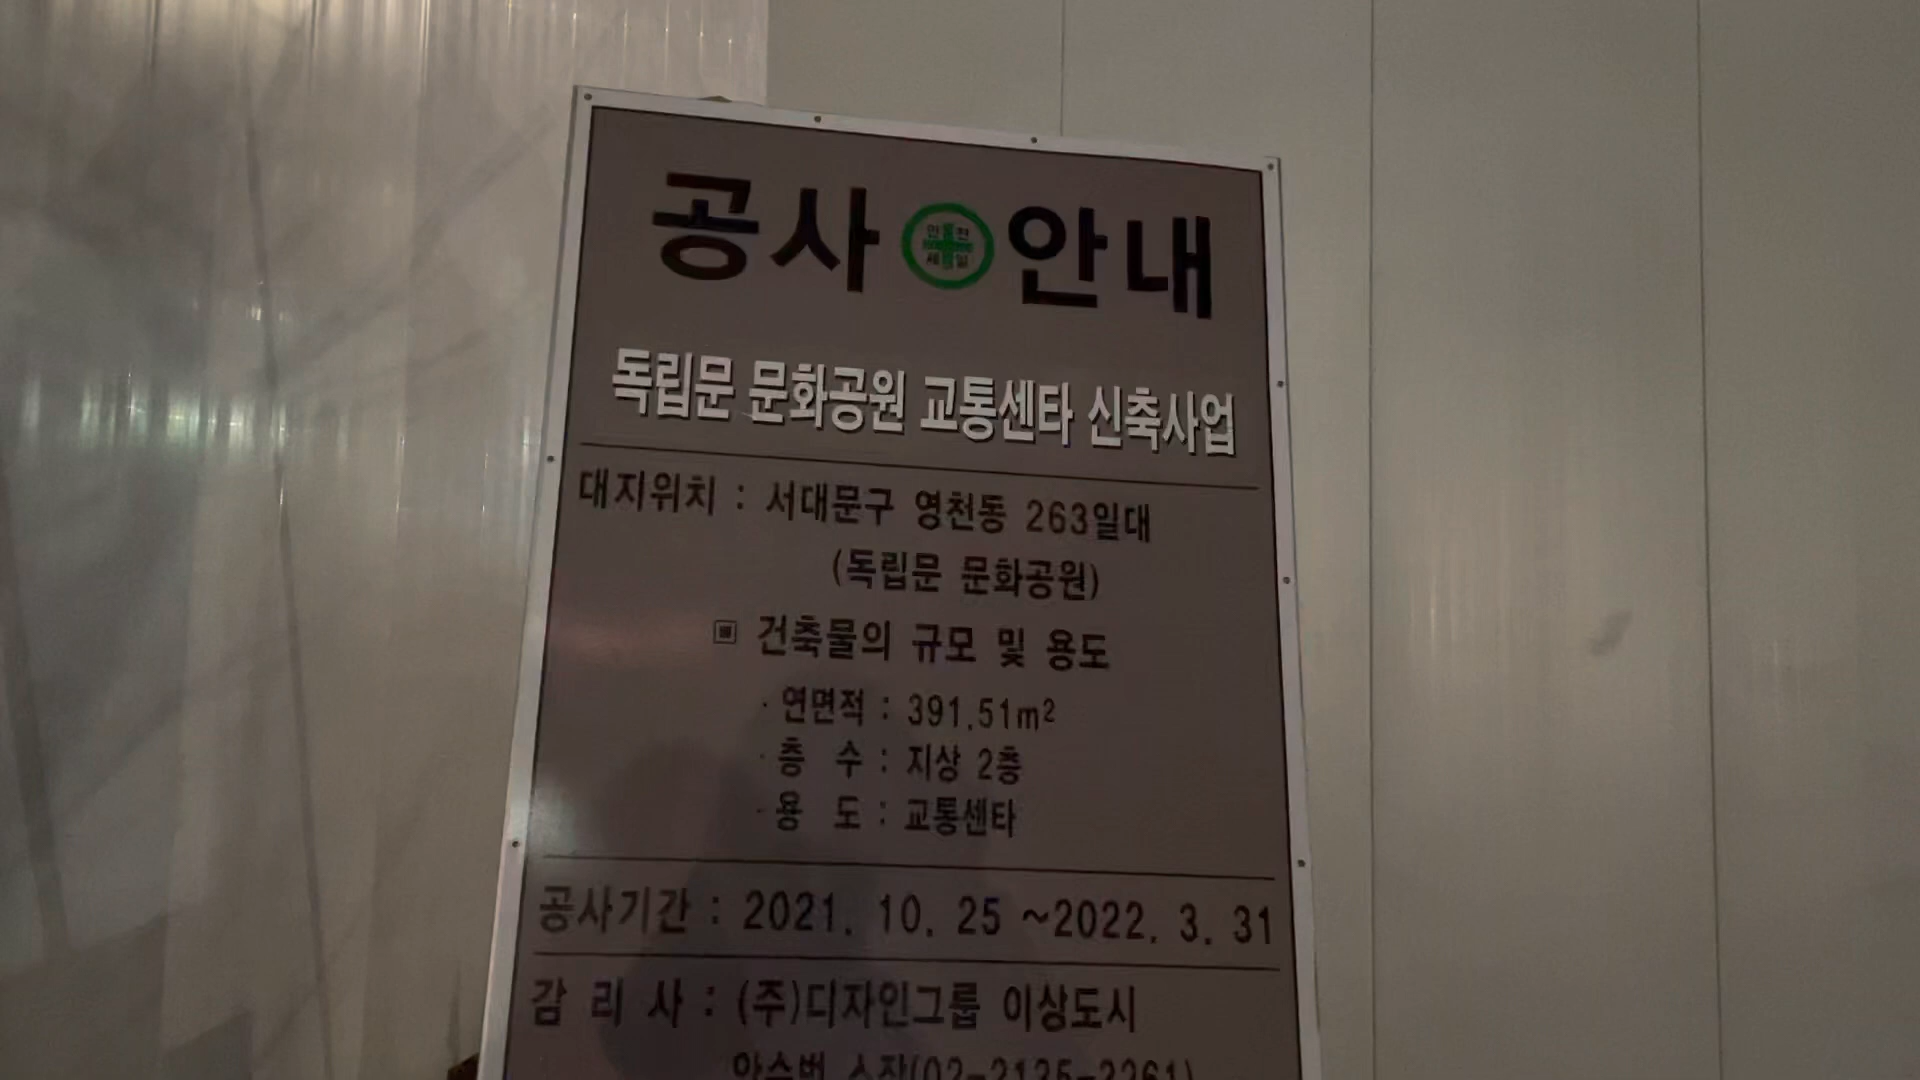 공사 안내
독립문 문화공원 교통센타 신축사업
대지위치 : 서대문구 영천동 263일대
(독립문 문화공원)
▣ 건축물의 규모 및 용도
· 연면적 : 391.51m²
· 층 수 : 지상 2층
· 용 도 : 교통센타
공사기간 : 2021. 10. 25 ~2022. 3. 31
감 리 사 : (주)디자인그룹 이상도시